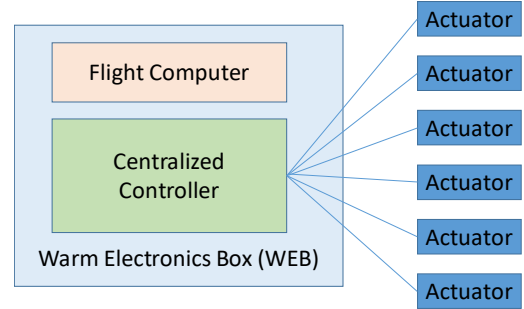 Flight Computer
Centralized
Controller
Warm Electronics Box (WEB)
Actuator
Actuator
Actuator
Actuator
Actuator
Actuator